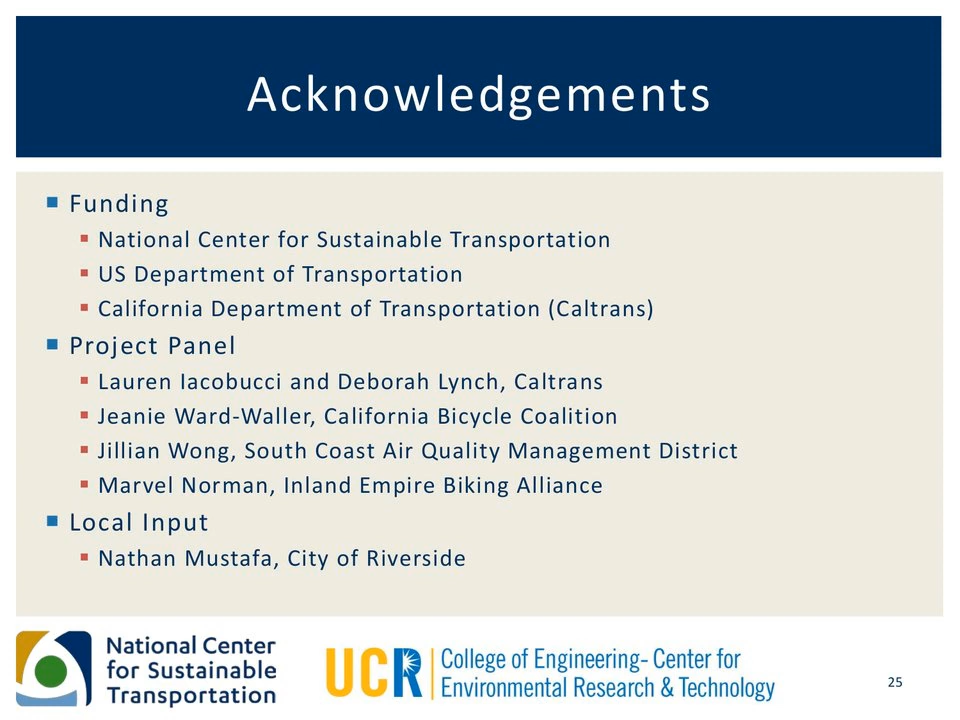 Acknowledgements
Funding
National Center for Sustainable Transportation
US Department of Transportation
California Department of Transportation (Caltrans)
Project Panel
Lauren Iacobucci and Deborah Lynch, Caltrans
Jeanie Ward-Waller, California Bicycle Coalition
Jillian Wong, South Coast Air Quality Management District
Marvel Norman, Inland Empire Biking Alliance
Local Input
Nathan Mustafa, City of Riverside
National Center
for Sustainable
Transportation
UCR
College of Engineering- Center for
Environmental Research & Technology
25